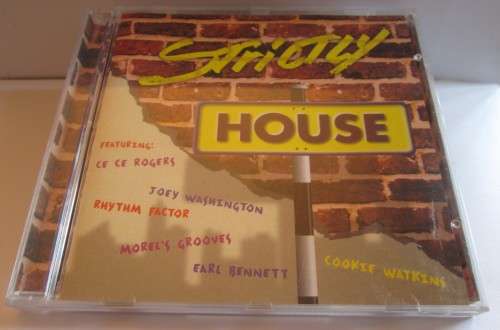 STRICTLY
HOUSE
FEATURING:
CE CE ROGERS
JOEY WASHINGTON
RHYTHM FACTOR
MOREL'S GROOVES
EARL BENNETT
COOKIE WATKINS